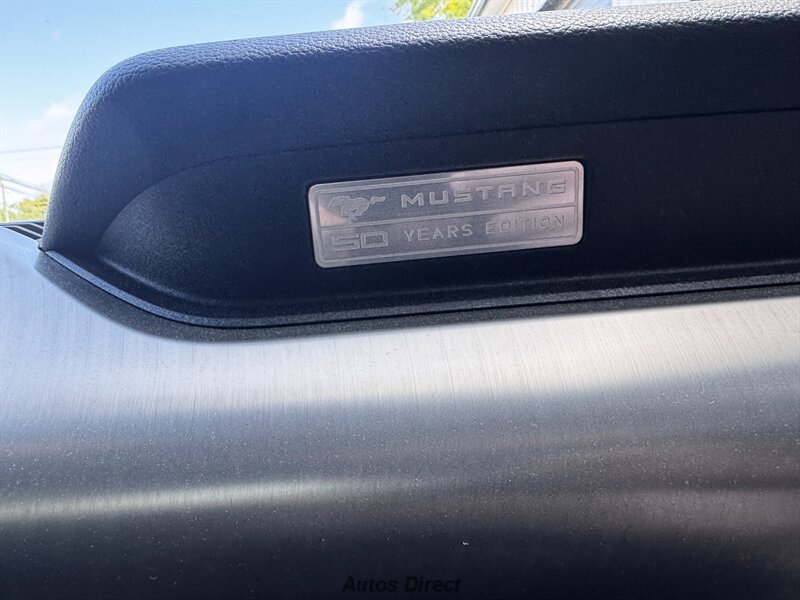 MUSTANG
50 YEARS EDITION
Autos Direct